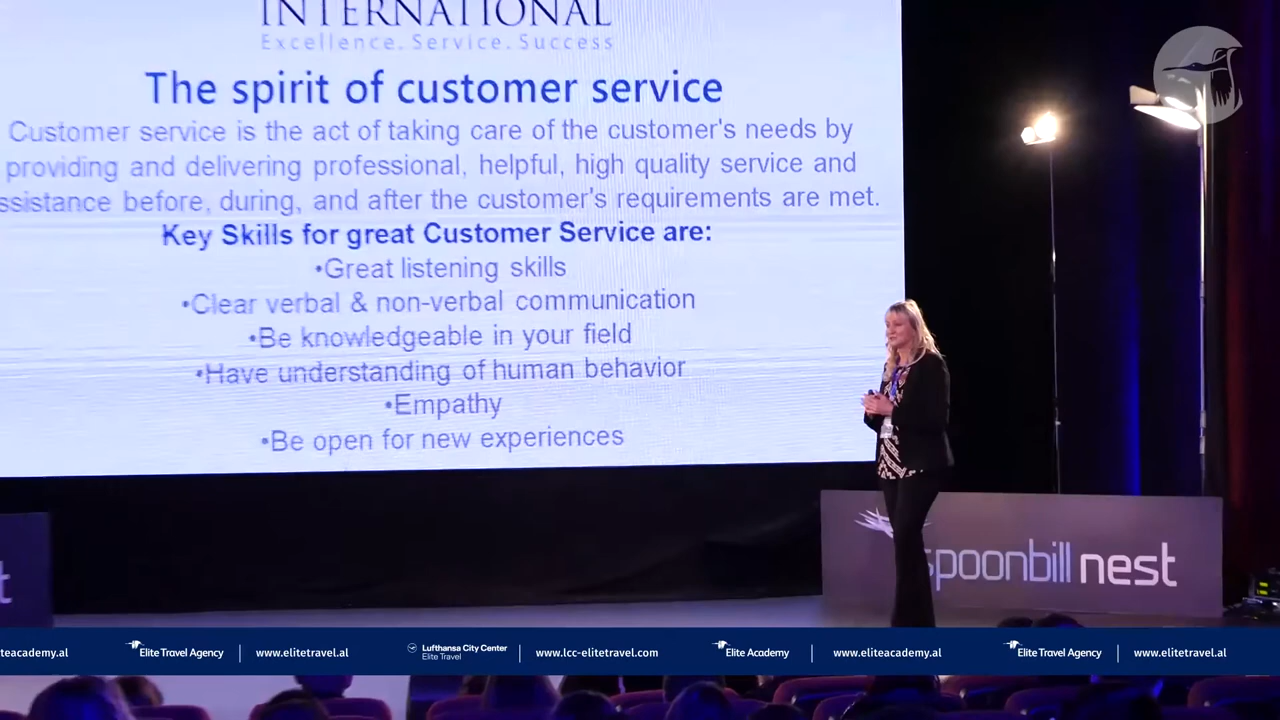 INTERNATIONAL
Excellence. Service. Success
The spirit of customer service
Customer service is the act of taking care of the customer's needs by
providing and delivering professional, helpful, high quality service and
ssistance before, during, and after the customer's requirements are met.
Key Skills for great Customer Service are:
•Great listening skills
•Clear verbal & non-verbal communication
•Be knowledgeable in your field
•Have understanding of human behavior
•Empathy
•Be open for new experiences
spoonbill nest
t
teacademy.al
Elite Travel Agency
www.elitetravel.al
Lufthansa City Center
Elite Travel
www.lcc-elitetravel.com
Elite Academy
www.eliteacademy.al
Elite Travel Agency
www.elitetravel.al